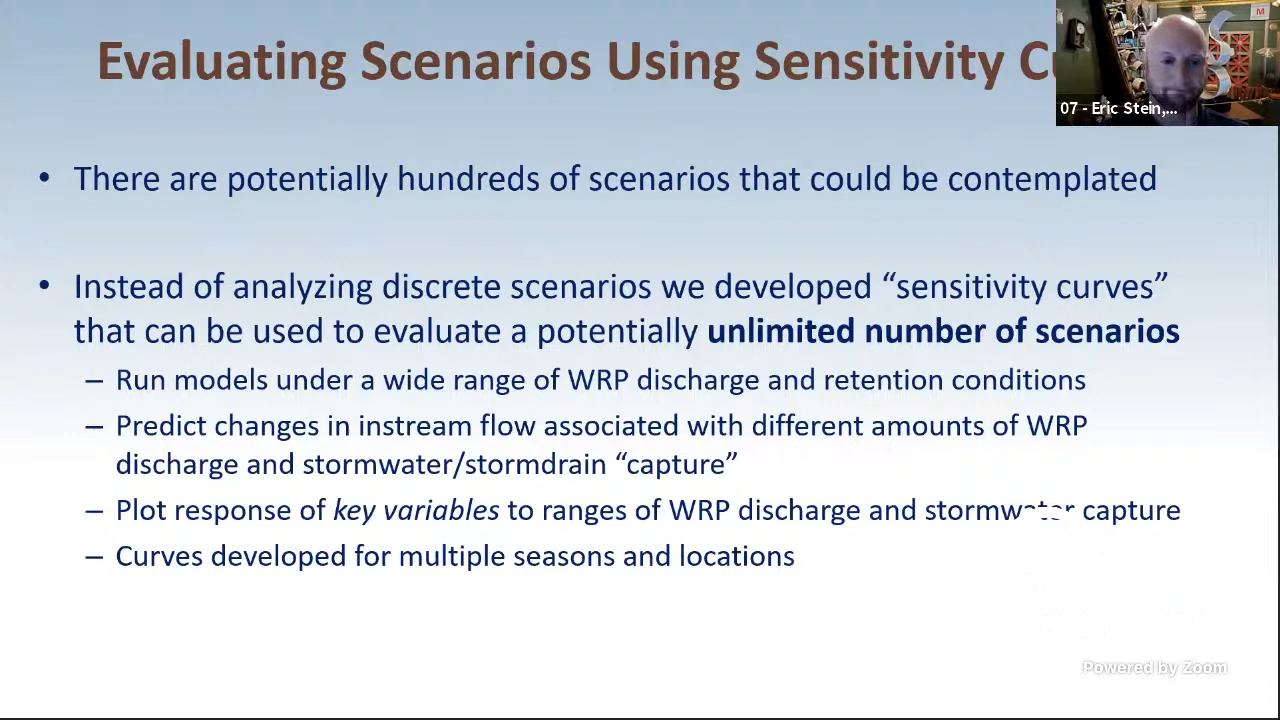 Evaluating Scenarios Using Sensitivity
07 - Eric Stein,...
• There are potentially hundreds of scenarios that could be contemplated
• Instead of analyzing discrete scenarios we developed “sensitivity curves”
that can be used to evaluate a potentially unlimited number of scenarios
– Run models under a wide range of WRP discharge and retention conditions
– Predict changes in instream flow associated with different amounts of WRP
discharge and stormwater/stormdrain “capture”
– Plot response of key variables to ranges of WRP discharge and stormwater capture
– Curves developed for multiple seasons and locations
Powered by Zoom